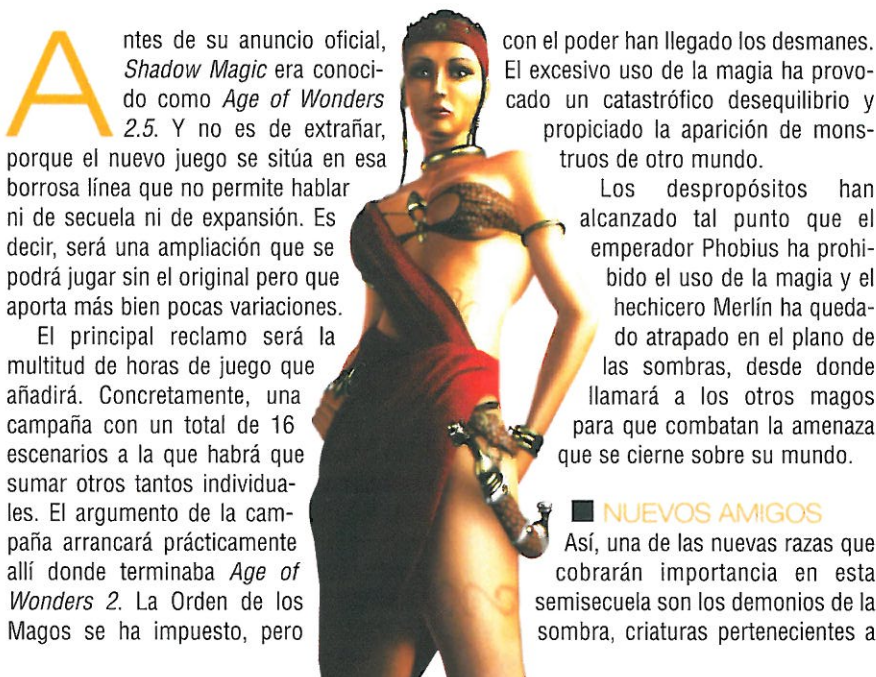 Antes de su anuncio oficial,
Shadow Magic era conoci-
do como Age of Wonders
2.5. Y no es de extrañar,
porque el nuevo juego se sitúa en esa
borrosa línea que no permite hablar
ni de secuela ni de expansión. Es
decir, será una ampliación que se
podrá jugar sin el original pero que
aporta más bien pocas variaciones.
El principal reclamo será la
multitud de horas de juego que
añadirá. Concretamente, una
campaña con un total de 16
escenarios a la que habrá que
sumar otros tantos individua-
les. El argumento de la cam-
paña arrancará prácticamente
allí donde terminaba Age of
Wonders 2. La Orden de los
Magos se ha impuesto, pero
con el poder han llegado los desmanes.
El excesivo uso de la magia ha provo-
cado un catastrófico desequilibrio y
propiciado la aparición de mons-
truos de otro mundo.
Los despropósitos han
alcanzado tal punto que el
emperador Phobius ha prohi-
bido el uso de la magia y el
hechicero Merlín ha queda-
do atrapado en el plano de
las sombras, desde donde
llamará a los otros magos
para que combatan la amenaza
que se cierne sobre su mundo.
NUEVOS AMIGOS
Así, una de las nuevas razas que
cobrarán importancia en esta
semisecuela son los demonios de la
sombra, criaturas pertenecientes a